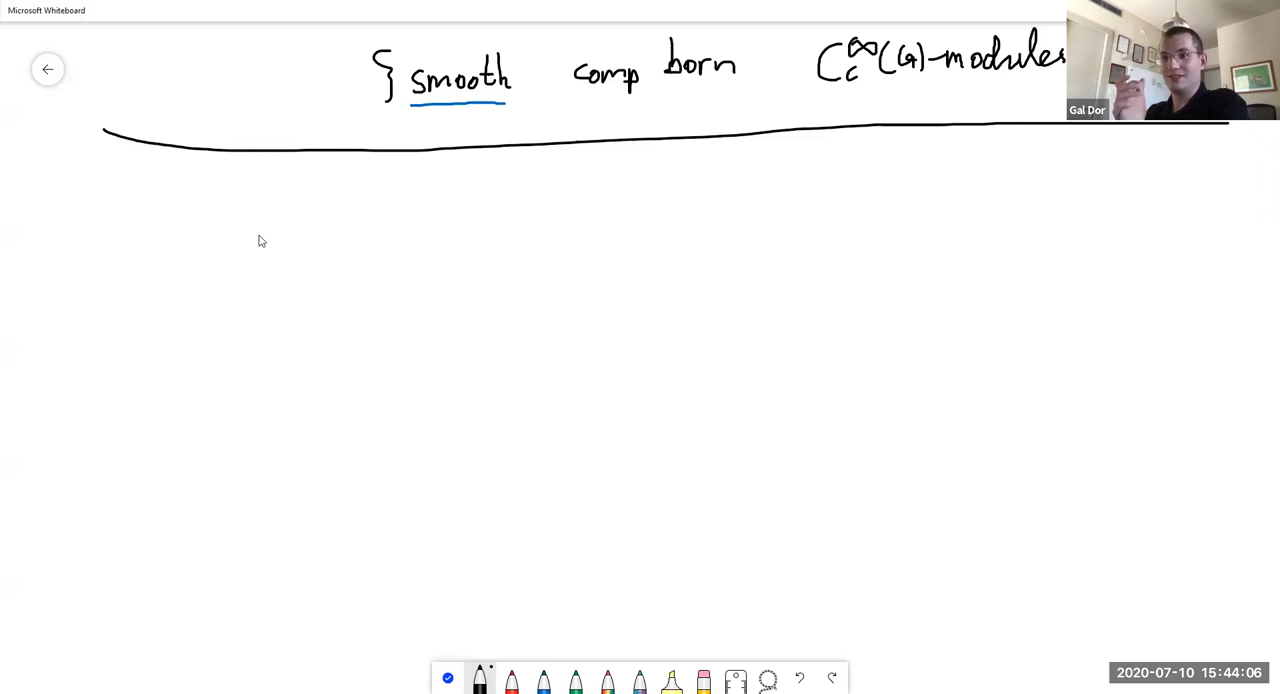 Microsoft Whiteboard
{ smooth comp born C_c^∞(G)-modules
Gal Dor
2020-07-10 15:44:06